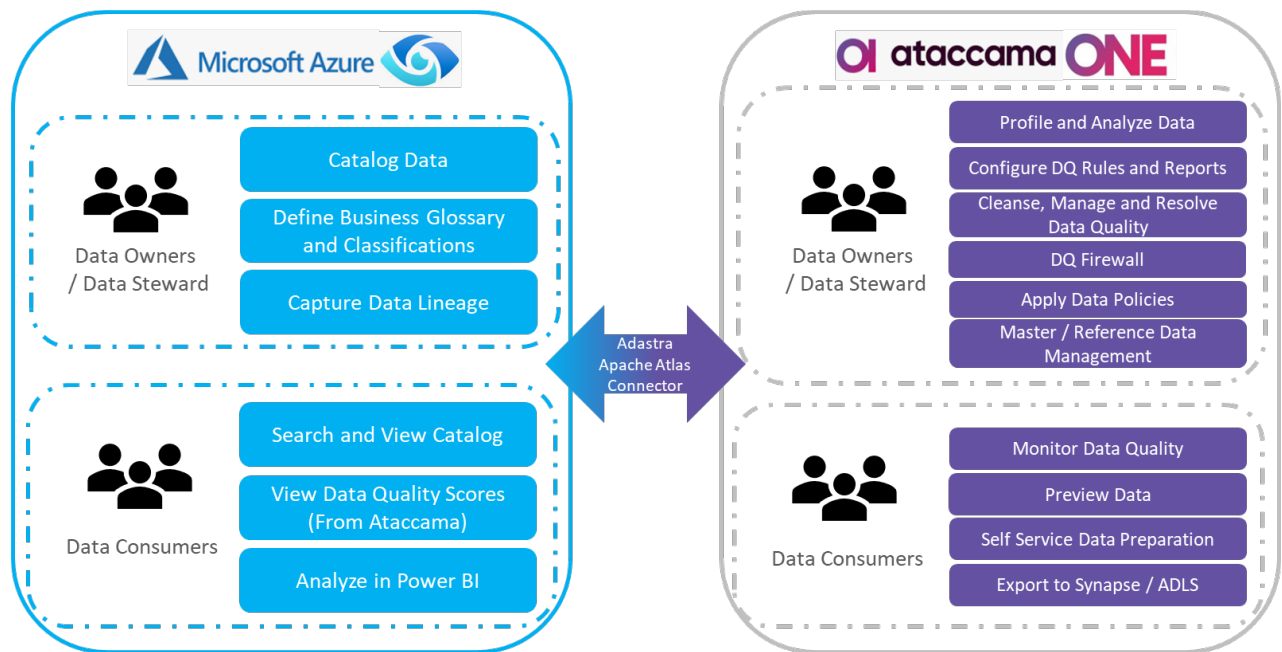 Microsoft Azure
Data Owners
/ Data Steward
Catalog Data
Define Business Glossary
and Classifications
Capture Data Lineage
Data Consumers
Search and View Catalog
View Data Quality Scores
(From Ataccama)
Analyze in Power BI
Adastra
Apache Atlas
Connector
ataccama ONE
Data Owners
/ Data Steward
Profile and Analyze Data
Configure DQ Rules and Reports
Cleanse, Manage and Resolve
Data Quality
DQ Firewall
Apply Data Policies
Master / Reference Data
Management
Data Consumers
Monitor Data Quality
Preview Data
Self Service Data Preparation
Export to Synapse / ADLS